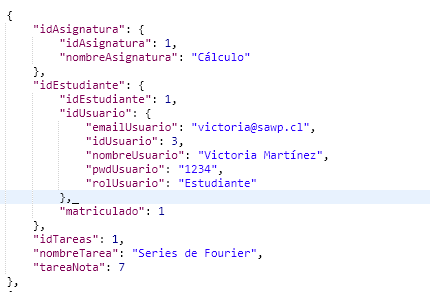 {
    "idAsignatura": {
        "idAsignatura": 1,
        "nombreAsignatura": "Cálculo"
    },
    "idEstudiante": {
        "idEstudiante": 1,
        "idUsuario": {
            "emailUsuario": "victoria@sawp.cl",
            "idUsuario": 3,
            "nombreUsuario": "Victoria Martínez",
            "pwdUsuario": "1234",
            "rolUsuario": "Estudiante"
        },
        "matriculado": 1
    },
    "idTareas": 1,
    "nombreTarea": "Series de Fourier",
    "tareaNota": 7
},